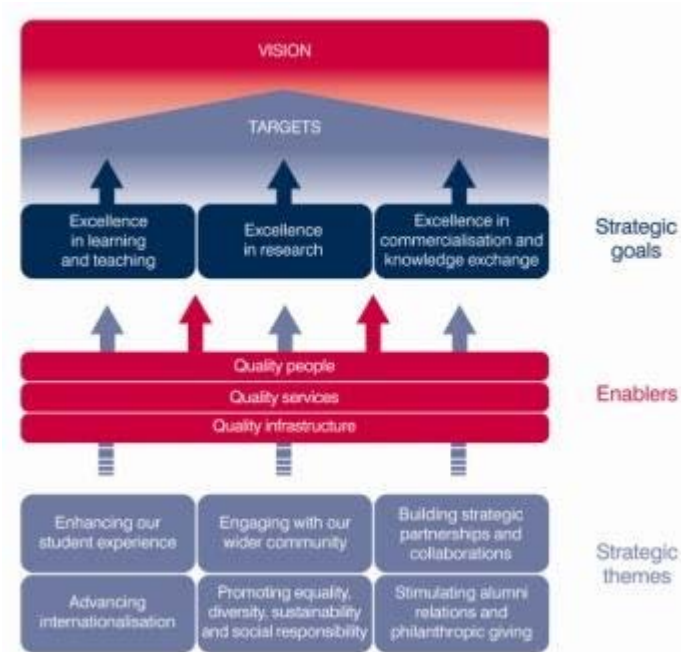 VISION
TARGETS
Excellence
in learning
and teaching
Excellence
in research
Excellence in
commercialisation and
knowledge exchange
Strategic
goals
Quality people
Quality services
Quality infrastructure
Enablers
Enhancing our
student experience
Engaging with our
wider community
Building strategic
partnerships and
collaborations
Strategic
themes
Advancing
internationalisation
Promoting equality,
diversity, sustainability
and social responsibility
Stimulating alumni
relations and
philanthropic giving